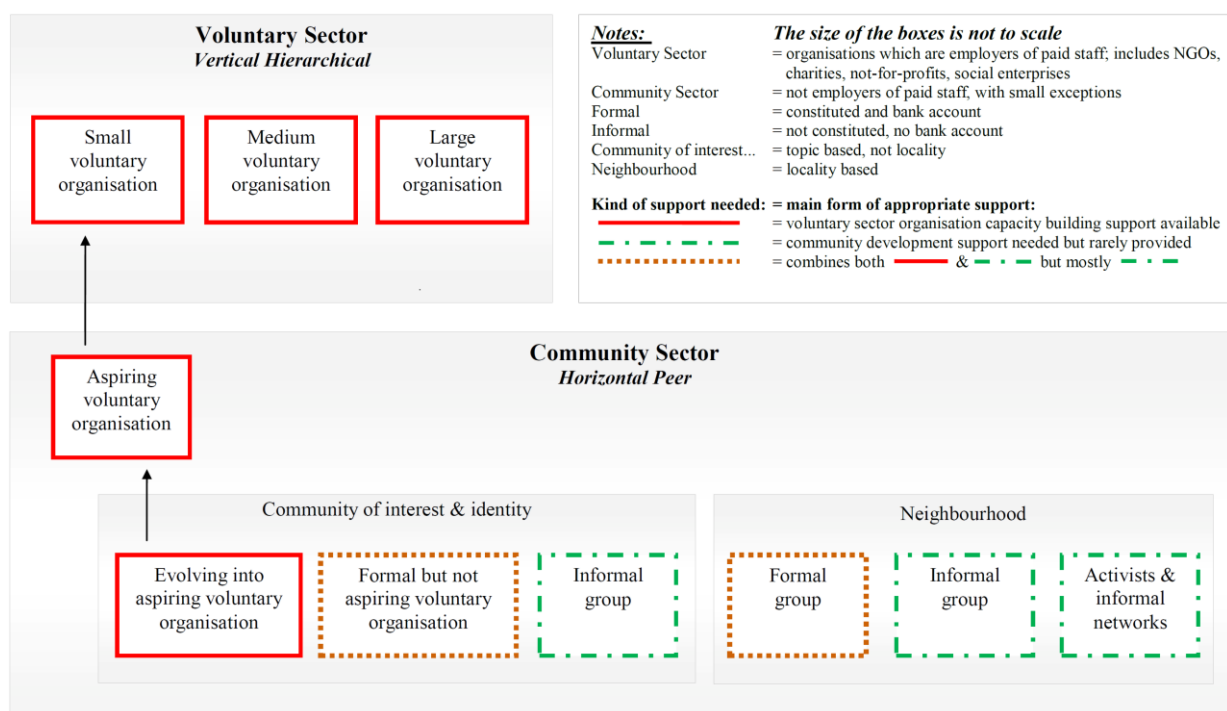 Voluntary Sector
Vertical Hierarchical
Small
voluntary
organisation
Medium
voluntary
organisation
Large
voluntary
organisation
Notes: The size of the boxes is not to scale
Voluntary Sector = organisations which are employers of paid staff; includes NGOs,
charities, not-for-profits, social enterprises
Community Sector = not employers of paid staff, with small exceptions
Formal = constituted and bank account
Informal = not constituted, no bank account
Community of interest... = topic based, not locality
Neighbourhood = locality based
Kind of support needed: = main form of appropriate support:
= voluntary sector organisation capacity building support available
= community development support needed but rarely provided
= combines both & but mostly
Community Sector
Horizontal Peer
Aspiring
voluntary
organisation
Community of interest & identity
Evolving into
aspiring voluntary
organisation
Formal but not
aspiring voluntary
organisation
Informal
group
Neighbourhood
Formal
group
Informal
group
Activists &
informal
networks